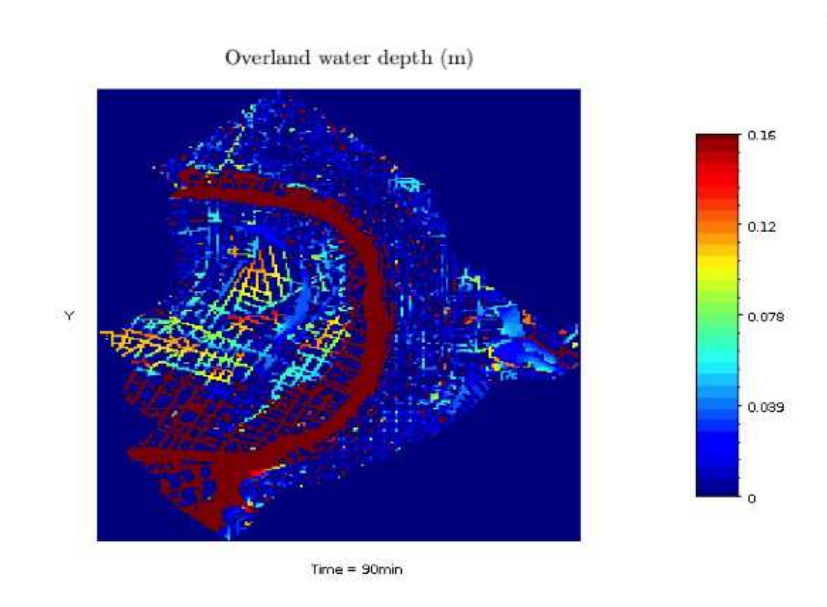 Overland water depth (m)
0.16
0.12
Y
0.078
0.039
0
Time = 90min